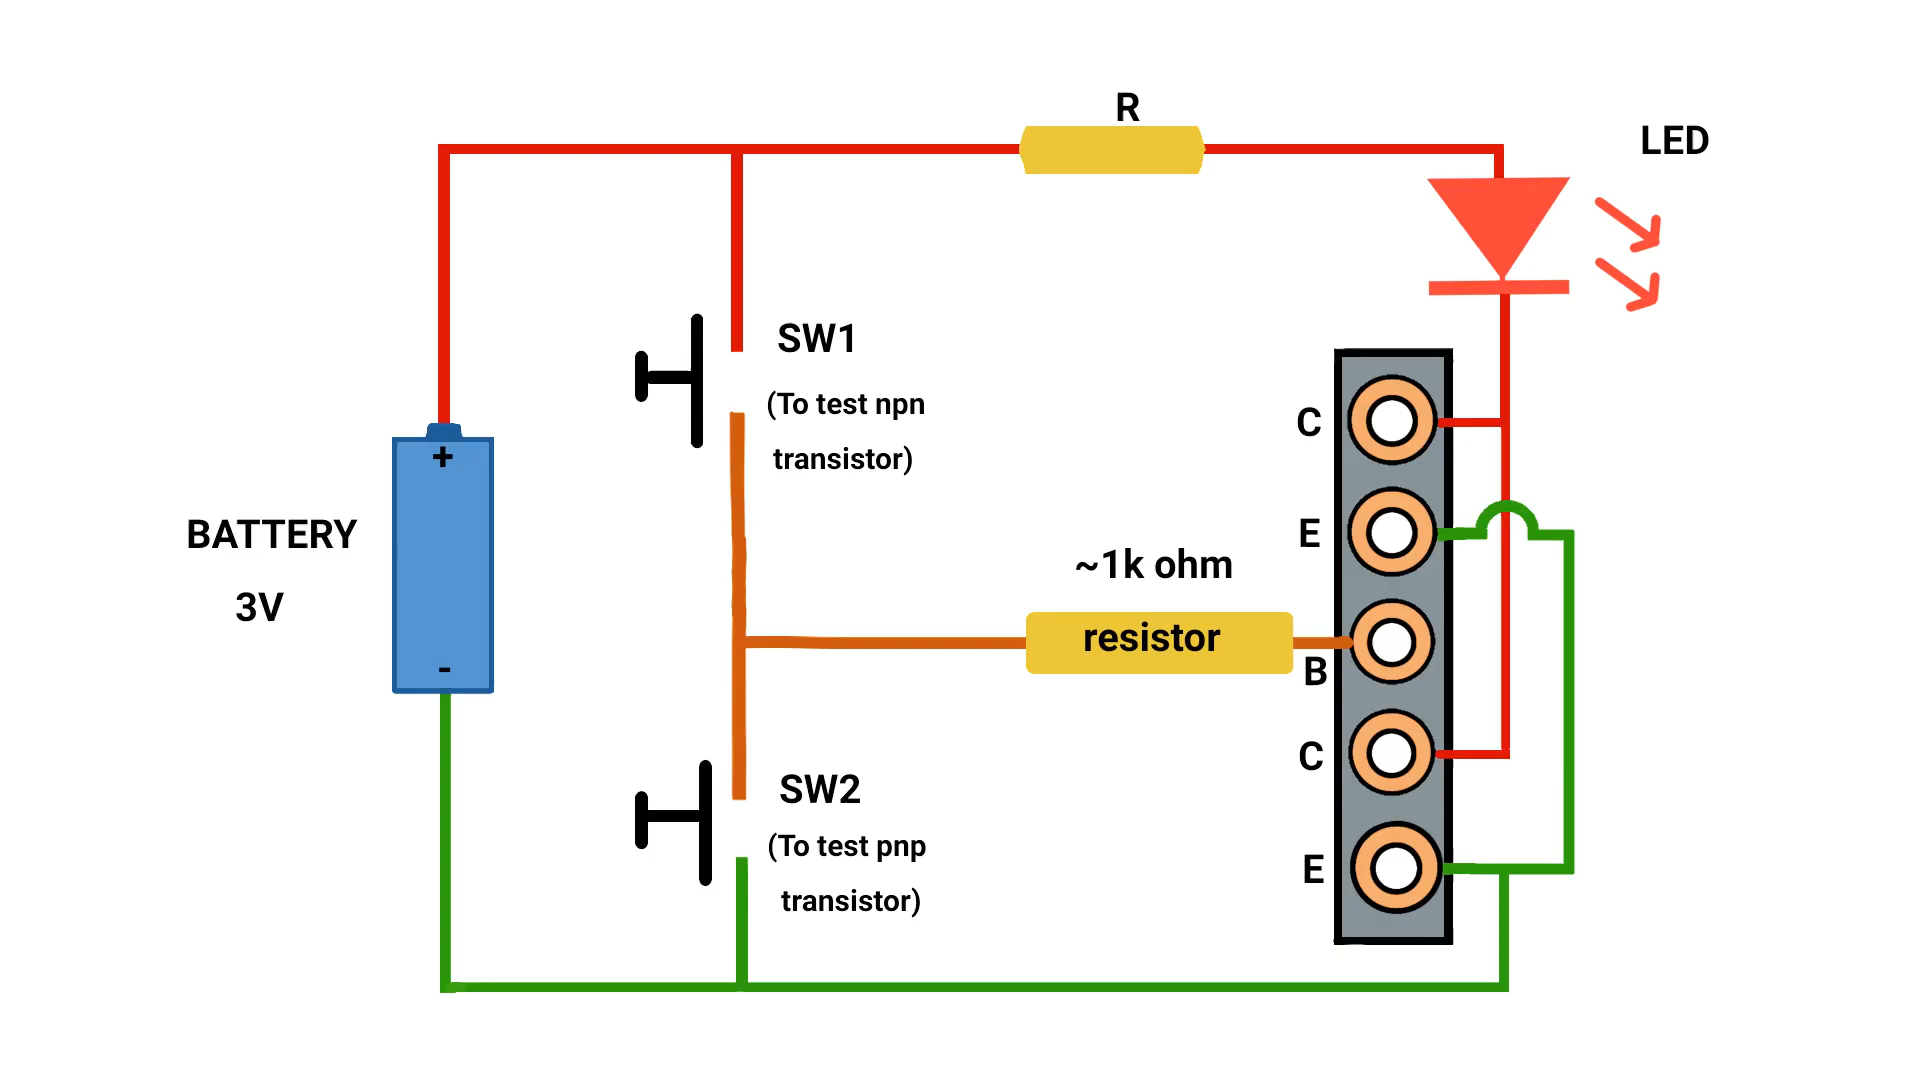 R
LED
SW1
(To test npn
transistor)
C
+
BATTERY
3V
-
E
~1k ohm
resistor
B
C
SW2
(To test pnp
transistor)
E